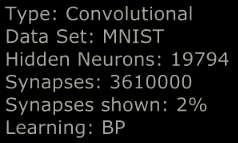 Type: Convolutional
Data Set: MNIST
Hidden Neurons: 19794
Synapses: 3610000
Synapses shown: 2%
Learning: BP